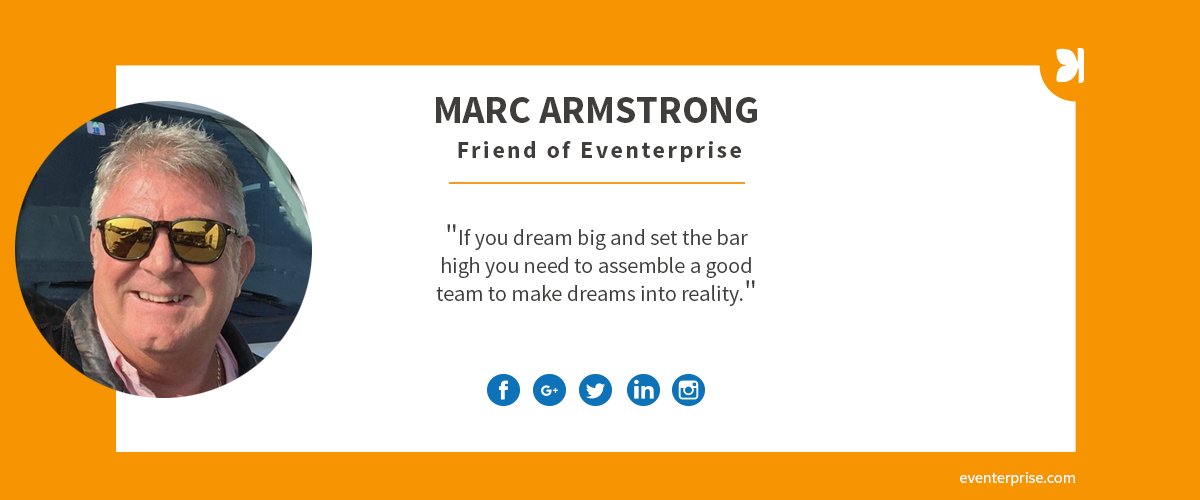 MARC ARMSTRONG
Friend of Eventerprise
"If you dream big and set the bar
high you need to assemble a good
team to make dreams into reality."
f G+ in
eventerprise.com